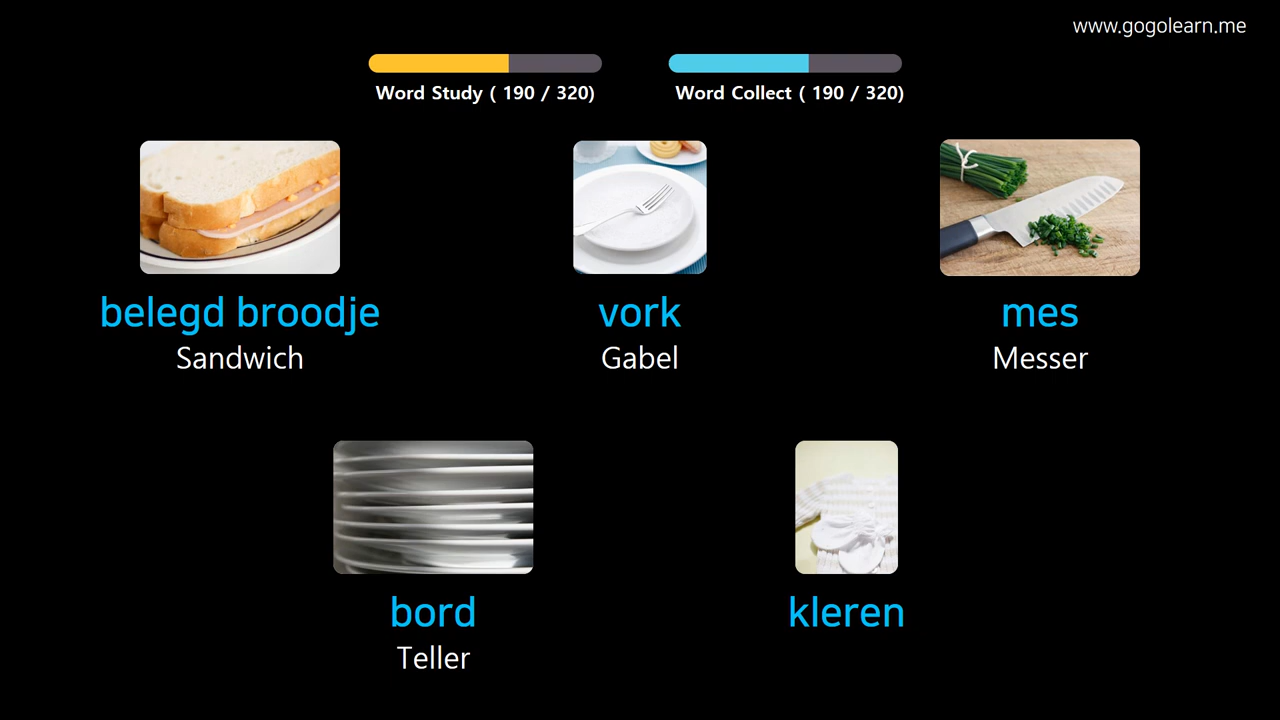 www.gogolearn.me
Word Study ( 190 / 320)
Word Collect ( 190 / 320)
belegd broodje
Sandwich
vork
Gabel
mes
Messer
bord
Teller
kleren